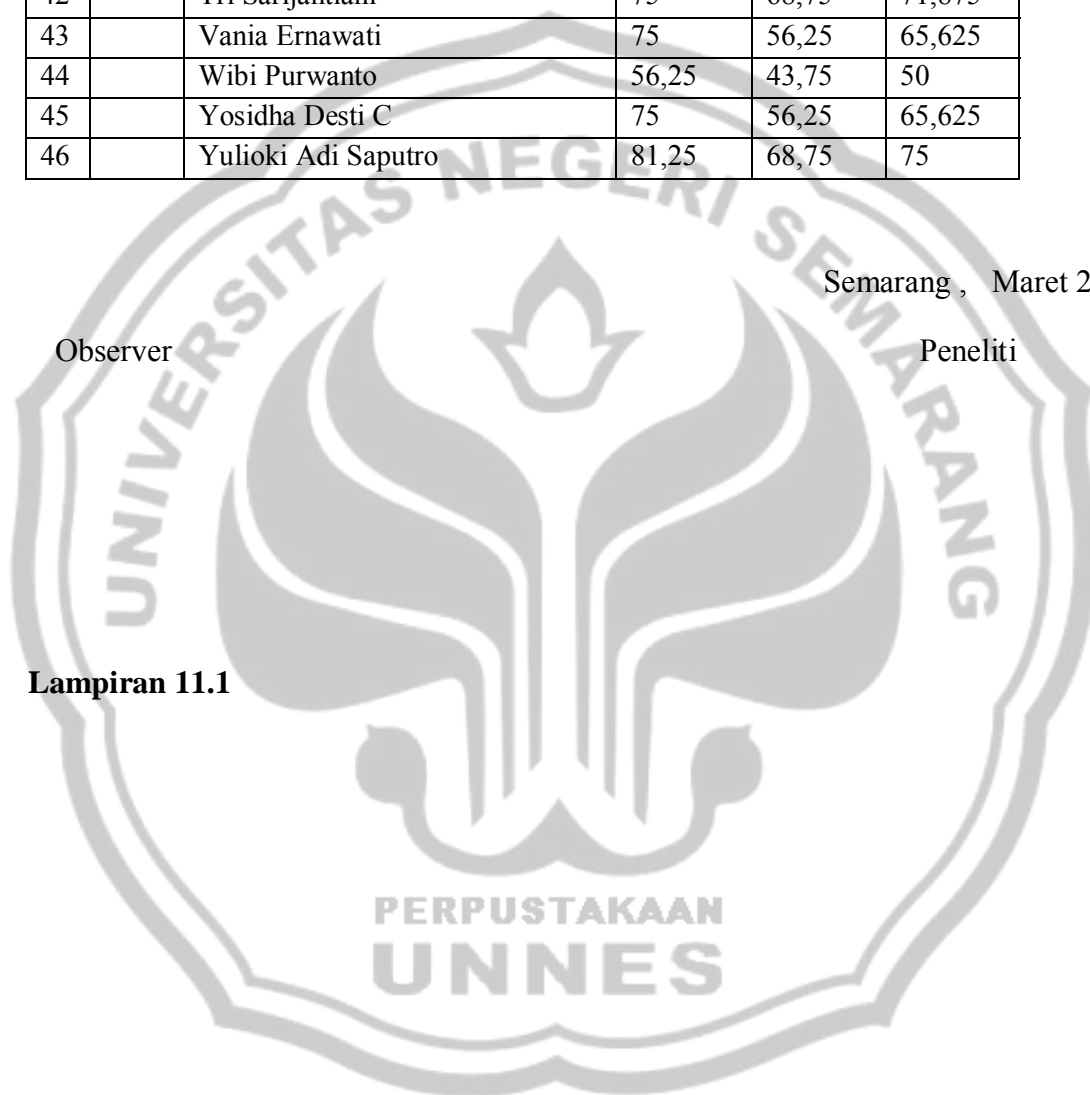 43 Vania Ernawati 75 56,25 65,625
44 Wibi Purwanto 56,25 43,75 50
45 Yosidha Desti C 75 56,25 65,625
46 Yulioki Adi Saputro 81,25 68,75 75
UNIVERSITAS NEGERI SEMARANG
Semarang , Maret 2
Observer Peneliti
Lampiran 11.1
PERPUSTAKAAN
UNNES